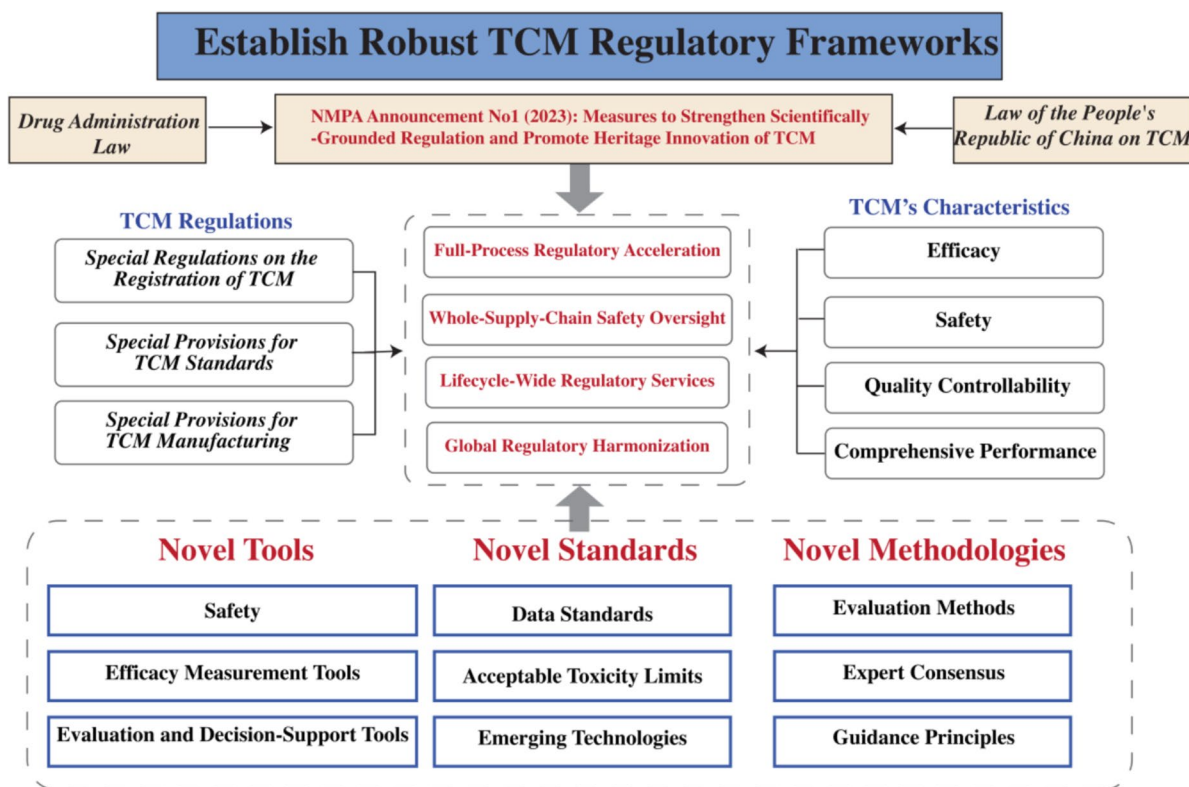 Establish Robust TCM Regulatory Frameworks
Drug Administration
Law
NMPA Announcement No1 (2023): Measures to Strengthen Scientifically
-Grounded Regulation and Promote Heritage Innovation of TCM
Law of the People's
Republic of China on TCM
TCM Regulations
Special Regulations on the
Registration of TCM
Special Provisions for
TCM Standards
Special Provisions for
TCM Manufacturing
Full-Process Regulatory Acceleration
Whole-Supply-Chain Safety Oversight
Lifecycle-Wide Regulatory Services
Global Regulatory Harmonization
TCM's Characteristics
Efficacy
Safety
Quality Controllability
Comprehensive Performance
Novel Tools
Safety
Efficacy Measurement Tools
Evaluation and Decision-Support Tools
Novel Standards
Data Standards
Acceptable Toxicity Limits
Emerging Technologies
Novel Methodologies
Evaluation Methods
Expert Consensus
Guidance Principles